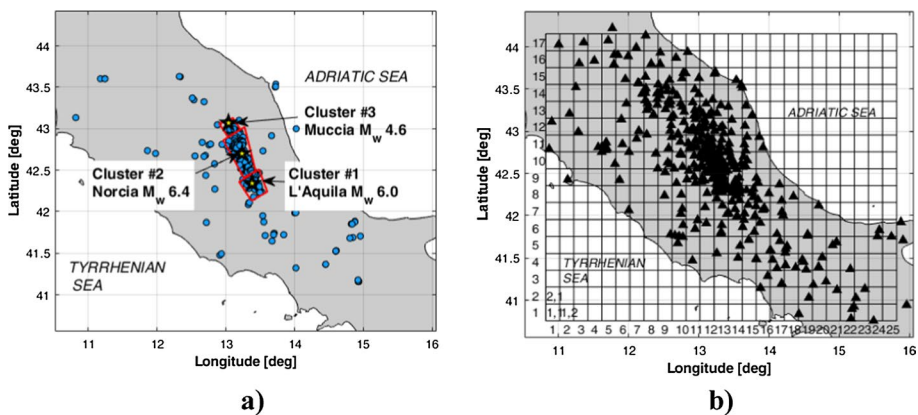 44
43.5
43
42.5
42
41.5
41
Latitude [deg]
ADRIATIC SEA
Cluster #3
Muccia M w 4.6
Cluster #2
Norcia M w 6.4
Cluster #1
L'Aquila M w 6.0
TYRRHENIAN
SEA
11 12 13 14 15 16
Longitude [deg]
a)
44
43.5
43
42.5
42
41.5
41
Latitude [deg]
17
16
15
14
13
12
11
10
9
8
7
6
5
4
3
2 2,1
1 1,1 1,2
ADRIATIC SEA
TYRRHENIAN
SEA
1 2 3 4 5 6 7 8 9 10 11 12 13 14 15 16 17 18 19 20 21 22 23 24 25
11 12 13 14 15 16
Longitude [deg]
b)